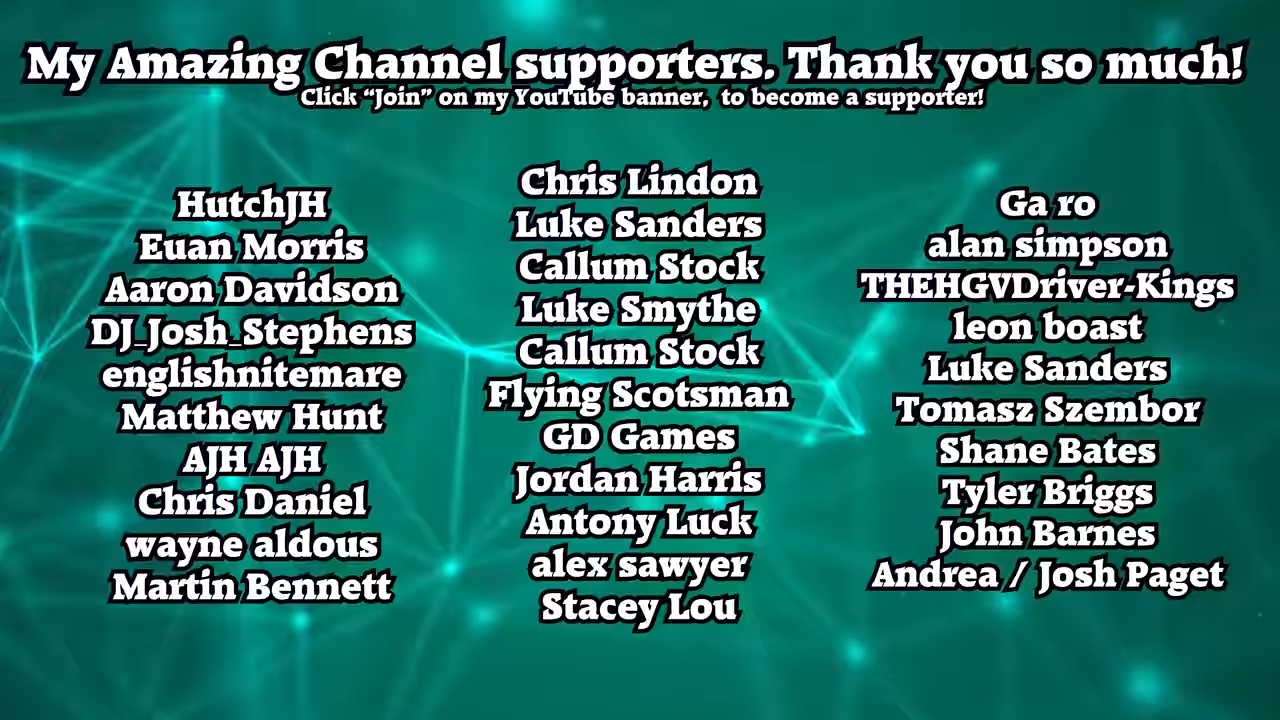 My Amazing Channel supporters. Thank you so much!
Click “Join” on my YouTube banner, to become a supporter!
HutchJH
Euan Morris
Aaron Davidson
DJ_Josh_Stephens
englishnitemare
Matthew Hunt
AJH AJH
Chris Daniel
wayne aldous
Martin Bennett
Chris Lindon
Luke Sanders
Callum Stock
Luke Smythe
Callum Stock
Flying Scotsman
GD Games
Jordan Harris
Antony Luck
alex sawyer
Stacey Lou
Ga ro
alan simpson
THEHGVDriver-Kings
leon boast
Luke Sanders
Tomasz Szembor
Shane Bates
Tyler Briggs
John Barnes
Andrea / Josh Paget